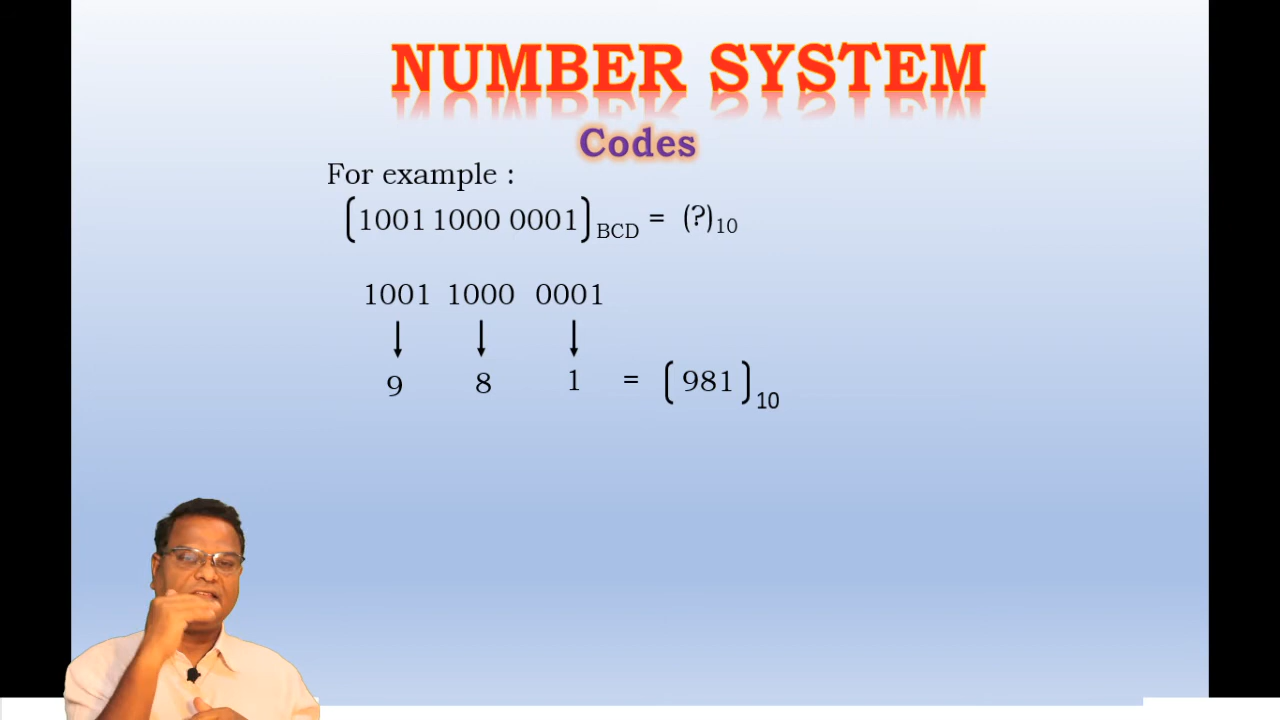 NUMBER SYSTEM
Codes
For example :
(1001 1000 0001)BCD = (?)10
1001 1000 0001
9 8 1 = (981)10